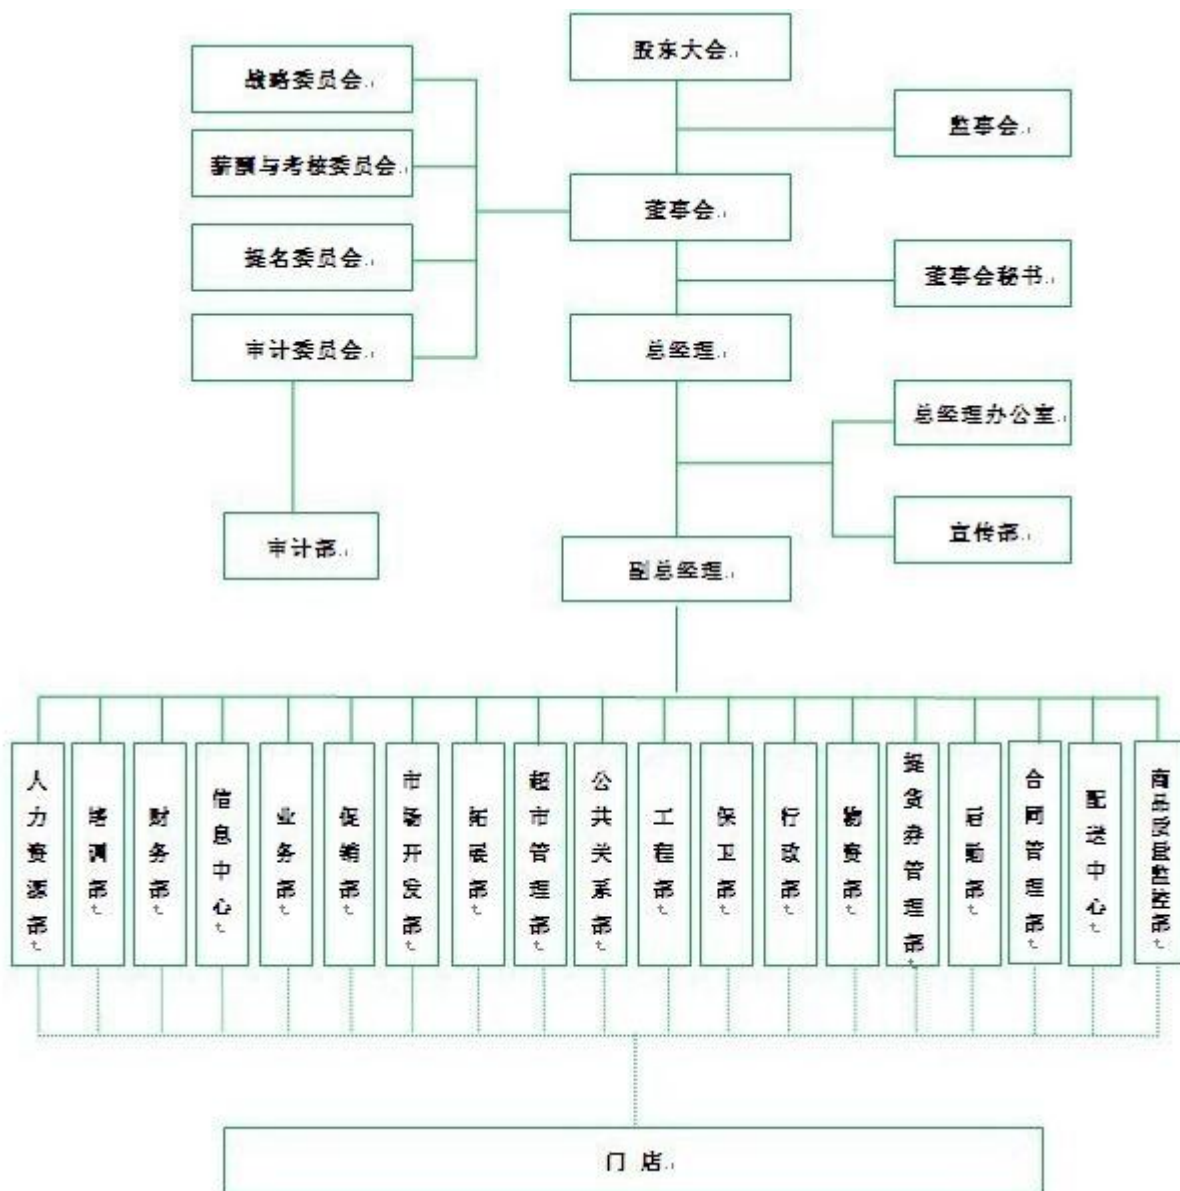 股东大会
战略委员会
监事会
薪酬与考核委员会
董事会
提名委员会
董事会秘书
审计委员会
总经理
总经理办公室
审计部
宣传部
副总经理
人力资源部
培训部
财务部
信息中心
业务部
促销部
市场开发部
拓展部
超市管理部
公共关系部
工程部
保卫部
行政部
物资部
提货券管理部
后勤部
合同管理部
配送中心
商品质量监控部
门 店